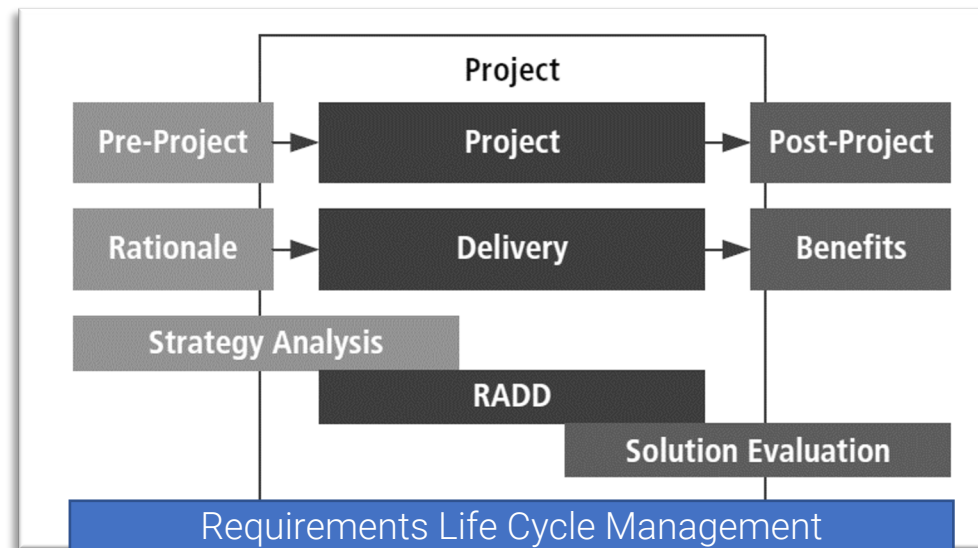 Project
Pre-Project
Project
Post-Project
Rationale
Delivery
Benefits
Strategy Analysis
RADD
Solution Evaluation
Requirements Life Cycle Management